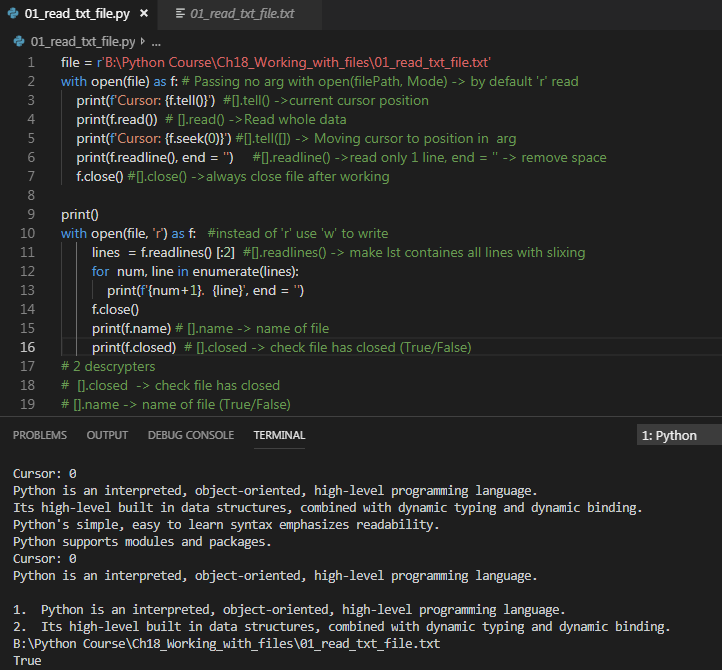 01_read_txt_file.py × 01_read_txt_file.txt
01_read_txt_file.py › ...
1 file = r'B:\Python Course\Ch18_Working_with_files\01_read_txt_file.txt'
2 with open(file) as f: # Passing no arg with open(filePath, Mode) -> by default 'r' read
3 print(f'Cursor: {f.tell()}') #[].tell() ->current cursor position
4 print(f.read()) # [].read() ->Read whole data
5 print(f'Cursor: {f.seek(0)}') #[].tell([]) -> Moving cursor to position in arg
6 print(f.readline(), end = '') #[].readline() ->read only 1 line, end = '' -> remove space
7 f.close() #[].close() ->always close file after working
8
9 print()
10 with open(file, 'r') as f: #instead of 'r' use 'w' to write
11 lines = f.readlines() [:2] #[].readlines() -> make lst containes all lines with slixing
12 for num, line in enumerate(lines):
13 print(f'{num+1}. {line}', end = '')
14 f.close()
15 print(f.name) # [].name -> name of file
16 print(f.closed) # [].closed -> check file has closed (True/False)
17 # 2 descrypters
18 # [].closed -> check file has closed
19 # [].name -> name of file (True/False)
PROBLEMS OUTPUT DEBUG CONSOLE TERMINAL 1: Python
Cursor: 0
Python is an interpreted, object-oriented, high-level programming language.
Its high-level built in data structures, combined with dynamic typing and dynamic binding.
Python's simple, easy to learn syntax emphasizes readability.
Python supports modules and packages.
Cursor: 0
Python is an interpreted, object-oriented, high-level programming language.
1. Python is an interpreted, object-oriented, high-level programming language.
2. Its high-level built in data structures, combined with dynamic typing and dynamic binding.
B:\Python Course\Ch18_Working_with_files\01_read_txt_file.txt
True